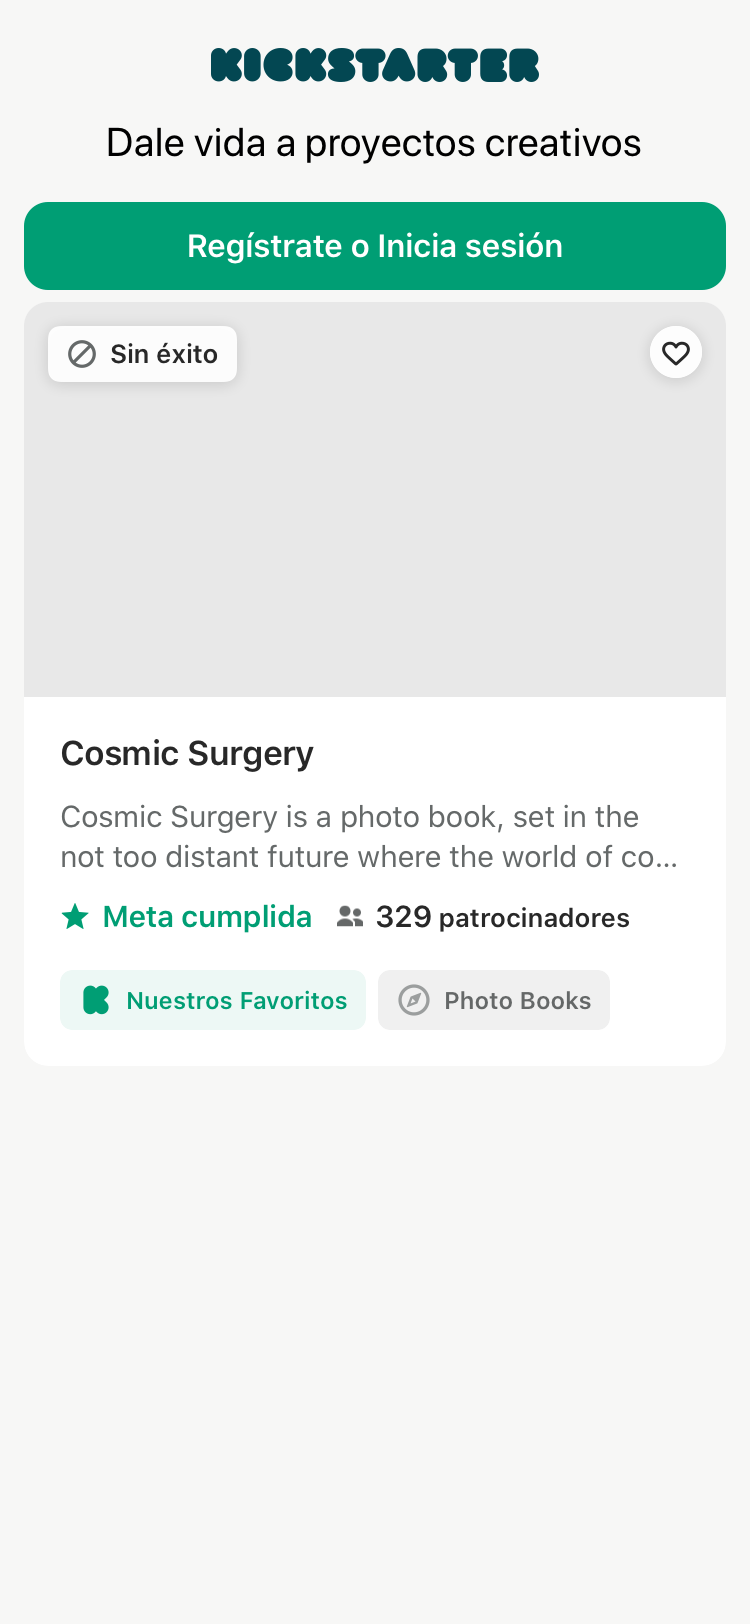 KICKSTARTER
Dale vida a proyectos creativos
Regístrate o Inicia sesión
Sin éxito
Cosmic Surgery
Cosmic Surgery is a photo book, set in the
not too distant future where the world of co...
Meta cumplida 329 patrocinadores
Nuestros Favoritos Photo Books